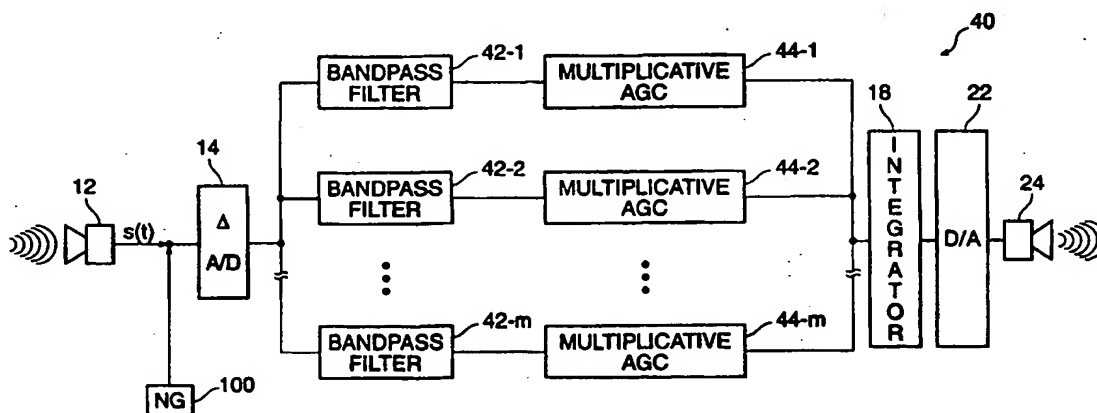 40
42-1
BANDPASS
FILTER
44-1
MULTIPLICATIVE
AGC
18
INTEGRATOR
22
D/A
14
Δ
A/D
42-2
BANDPASS
FILTER
44-2
MULTIPLICATIVE
AGC
12
s(t)
24
42-m
BANDPASS
FILTER
44-m
MULTIPLICATIVE
AGC
NG
100